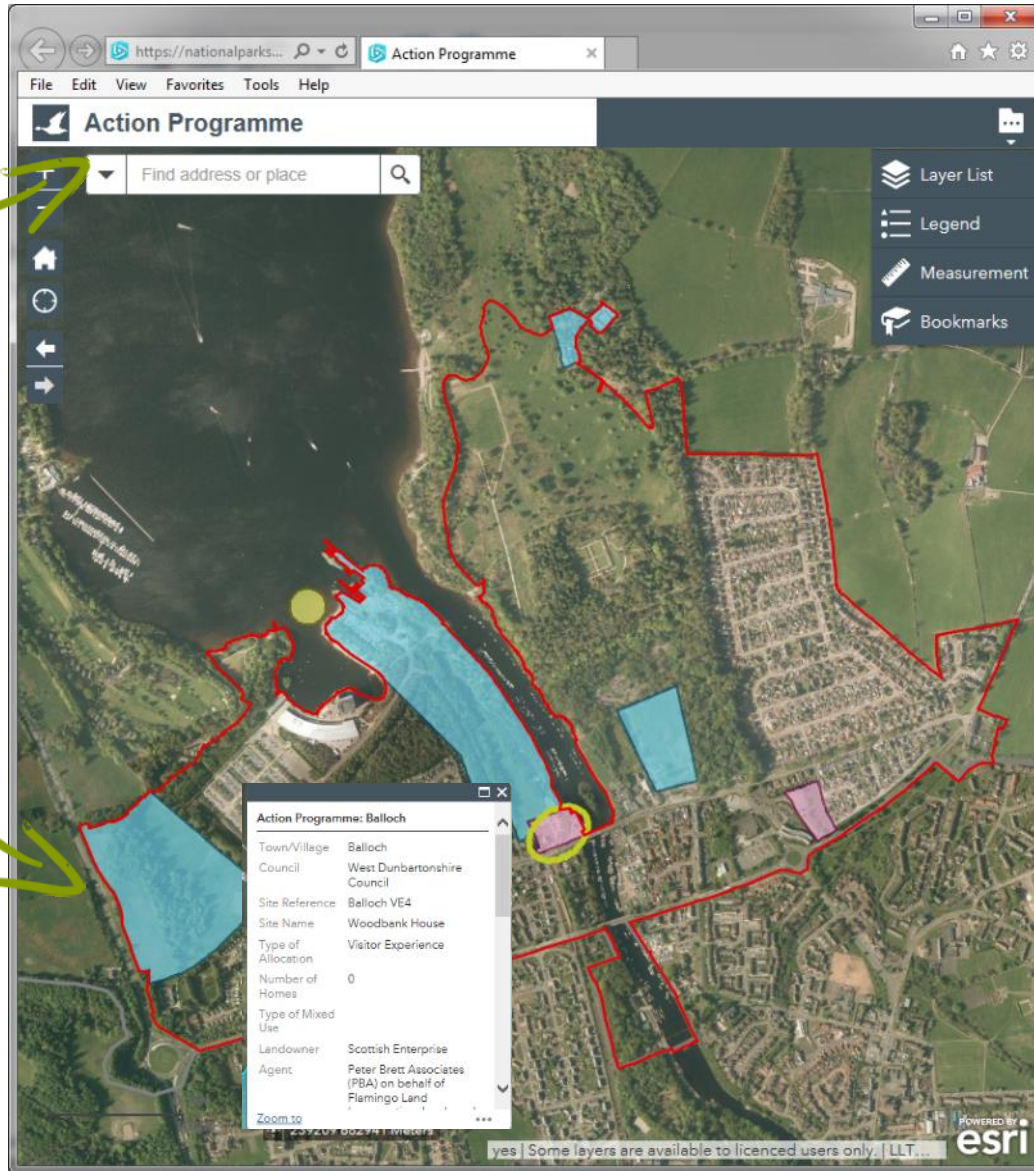 https://nationalparks...
Action Programme
File Edit View Favorites Tools Help
Action Programme
Find address or place
Layer List
Legend
Measurement
Bookmarks
Action Programme: Balloch
Town/Village Balloch
Council West Dunbartonshire
Council
Site Reference Balloch VE4
Site Name Woodbank House
Type of Visitor Experience
Allocation
Number of 0
Homes
Type of Mixed
Use
Landowner Scottish Enterprise
Agent Peter Brett Associates
(PBA) on behalf of
Flamingo Land
Zoom to
Meters
yes | Some layers are available to licenced users only. | LLT...
POWERED BY
esri